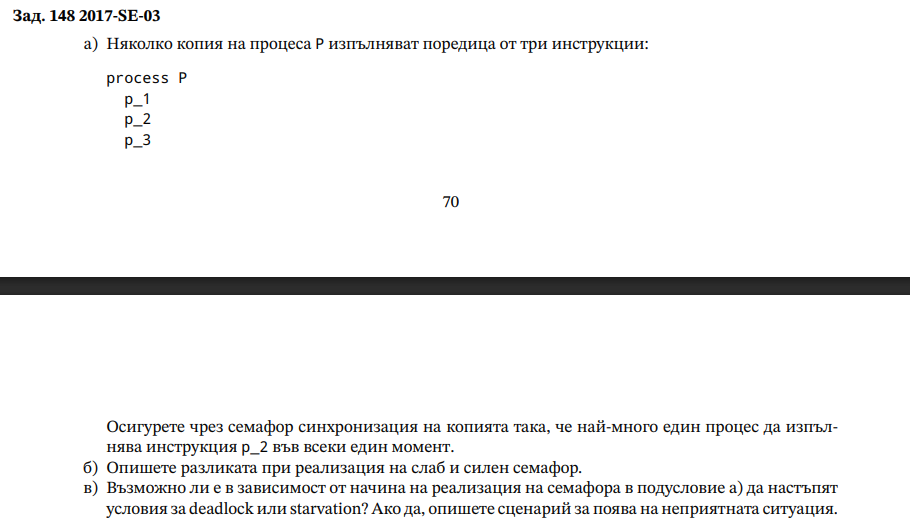 Зад. 148 2017-SE-03
а) Няколко копия на процеса P изпълняват поредица от три инструкции:
process P
p_1
p_2
p_3
70
Осигурете чрез семафор синхронизация на копията така, че най-много един процес да изпъл-
нява инструкция p_2 във всеки един момент.
б) Опишете разликата при реализация на слаб и силен семафор.
в) Възможно ли е в зависимост от начина на реализация на семафора в подусловие а) да настъпят
условия за deadlock или starvation? Ако да, опишете сценарий за поява на неприятната ситуация.